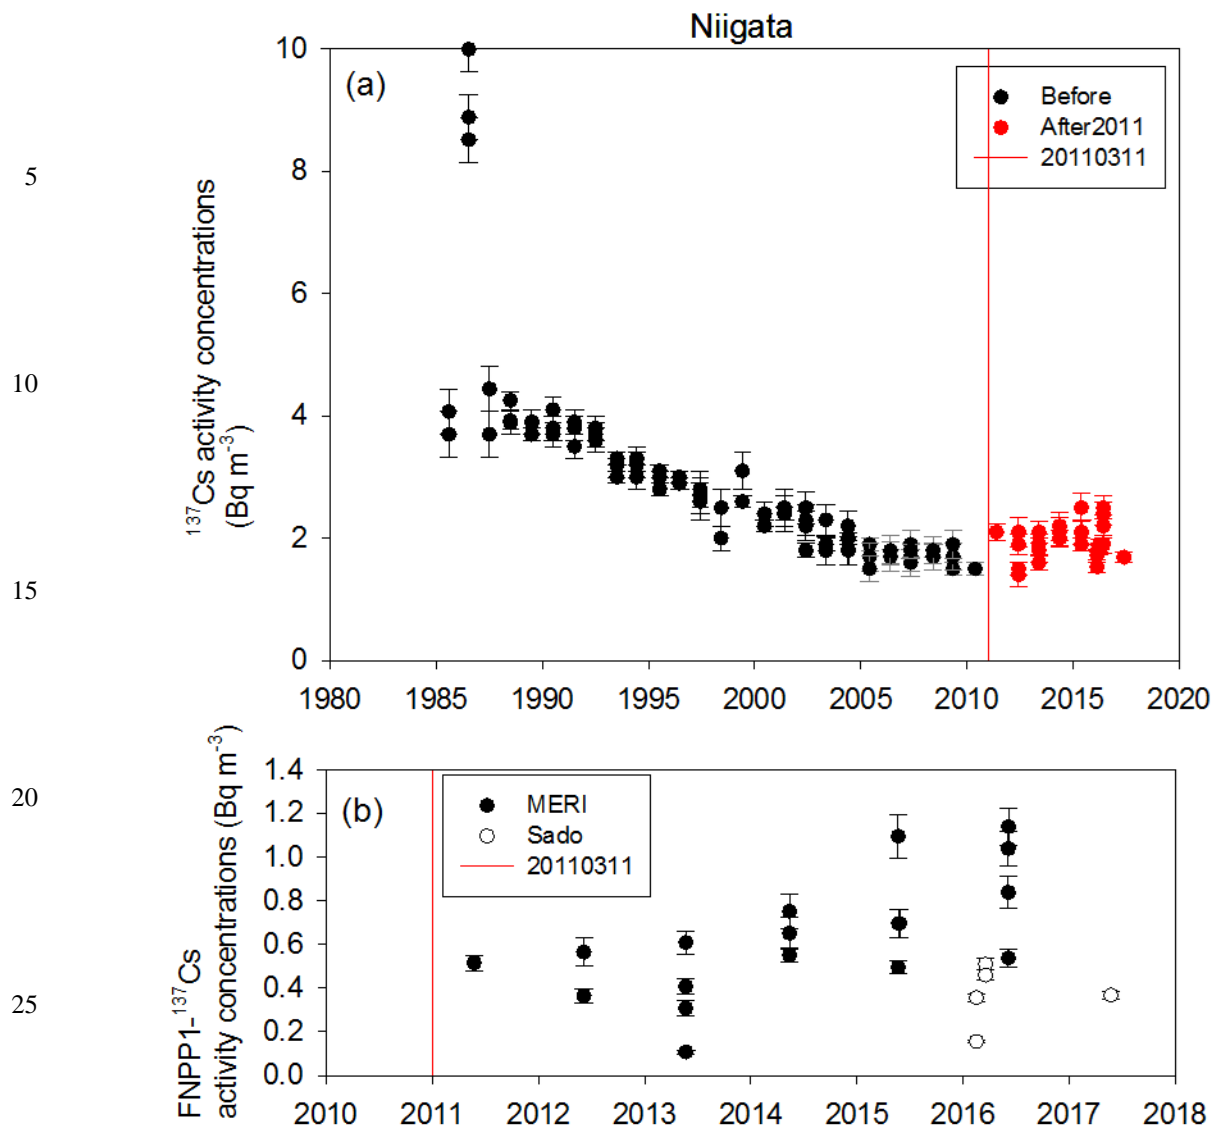 Niigata
(a)
Before
After2011
20110311
137Cs activity concentrations
(Bq m-3)
10
8
6
4
2
0
1980 1985 1990 1995 2000 2005 2010 2015 2020
5
10
15
20
25
(b)
MERI
Sado
20110311
FNPP1-137Cs
activity concentrations (Bq m-3)
1.4
1.2
1.0
0.8
0.6
0.4
0.2
0.0
2010 2011 2012 2013 2014 2015 2016 2017 2018